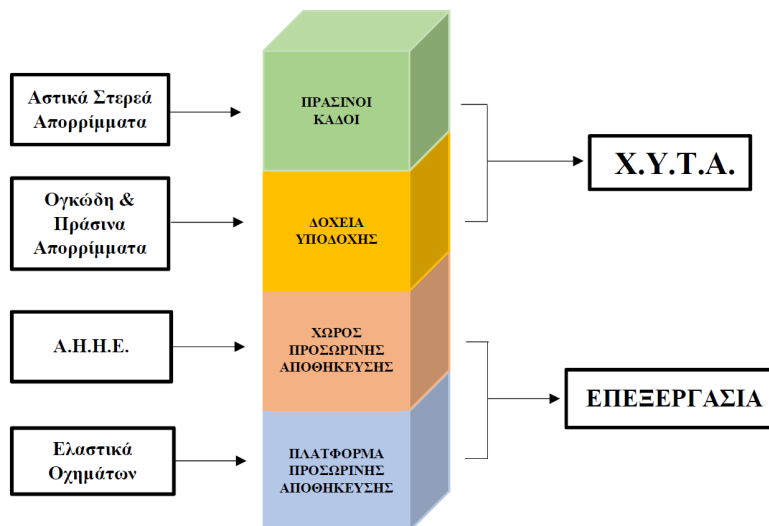 Αστικά Στερεά
Απορρίμματα
ΠΡΑΣΙΝΟΙ
ΚΑΔΟΙ
Χ.Υ.Τ.Α.
Ογκώδη &
Πράσινα
Απορρίμματα
ΔΟΧΕΙΑ
ΥΠΟΔΟΧΗΣ
Α.Η.Η.Ε.
ΧΩΡΟΣ
ΠΡΟΣΩΡΙΝΗΣ
ΑΠΟΘΗΚΕΥΣΗΣ
ΕΠΕΞΕΡΓΑΣΙΑ
Ελαστικά
Οχημάτων
ΠΛΑΤΦΟΡΜΑ
ΠΡΟΣΩΡΙΝΗΣ
ΑΠΟΘΗΚΕΥΣΗΣ